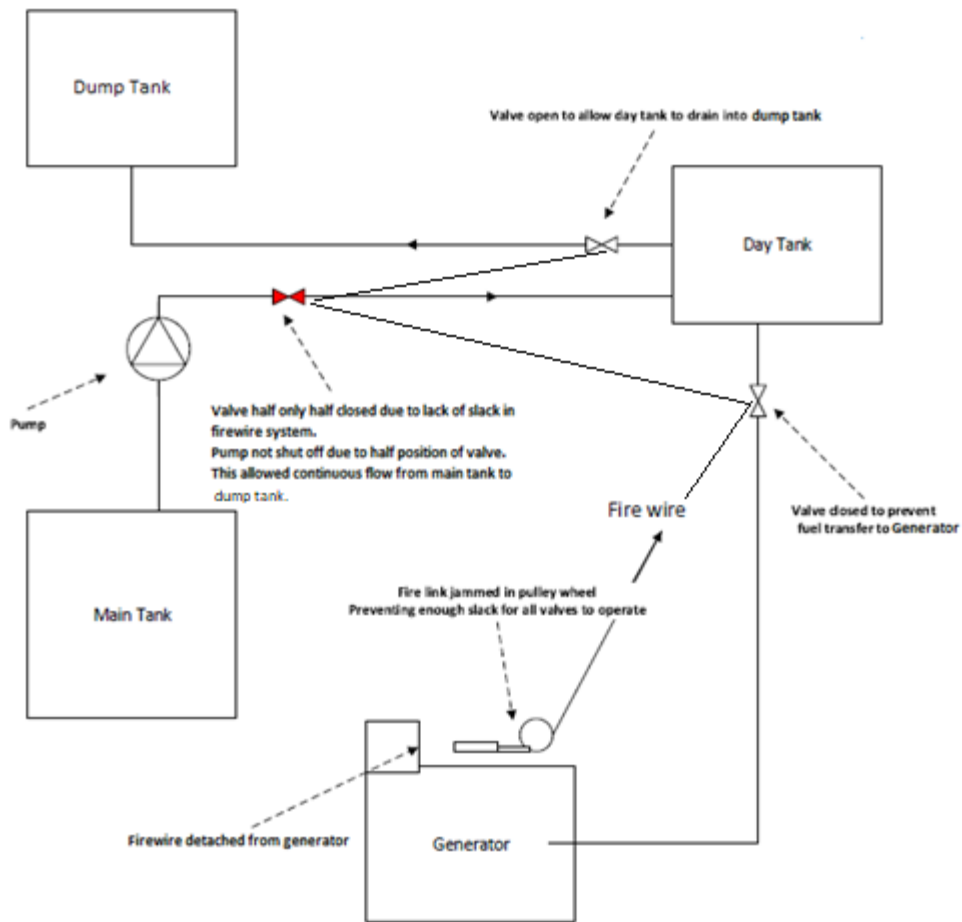 Dump Tank
Valve open to allow day tank to drain into dump tank
Day Tank
Pump
Valve half only half closed due to lack of slack in
firewire system.
Pump not shut off due to half position of valve.
This allowed continuous flow from main tank to
dump tank.
Fire wire
Valve closed to prevent
fuel transfer to Generator
Main Tank
Fire link jammed in pulley wheel
Preventing enough slack for all valves to operate
Firewire detached from generator
Generator